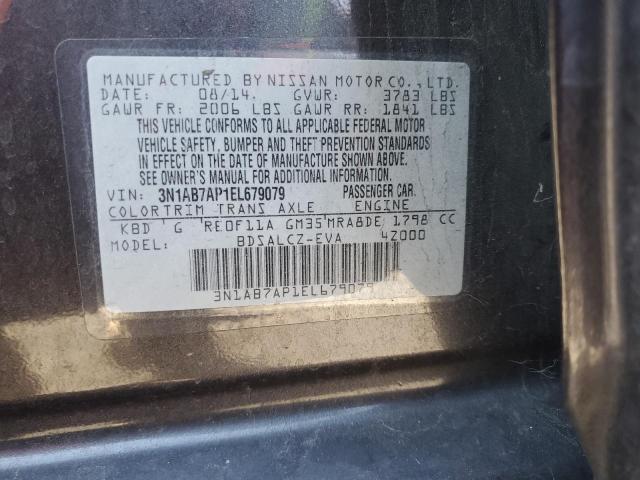 MANUFACTURED BY NISSAN MOTOR CO., LTD.
DATE: 08/14. GVWR: 3783 LBS
GAWR FR: 2006 LBS GAWR RR: 1841 LBS
THIS VEHICLE CONFORMS TO ALL APPLICABLE FEDERAL MOTOR
VEHICLE SAFETY, BUMPER AND THEFT PREVENTION STANDARDS
IN EFFECT ON THE DATE OF MANUFACTURE SHOWN ABOVE.
SEE OWNER'S MANUAL FOR ADDITIONAL INFORMATION.
VIN: 3N1AB7AP1EL679079 PASSENGER CAR.
COLOR TRIM TRANS AXLE ENGINE
KBD G RE0F11A GM35 MRA8DE 1798 CC
MODEL: BDSALCZ-EVA 4Z000
3N1AB7AP1EL679079